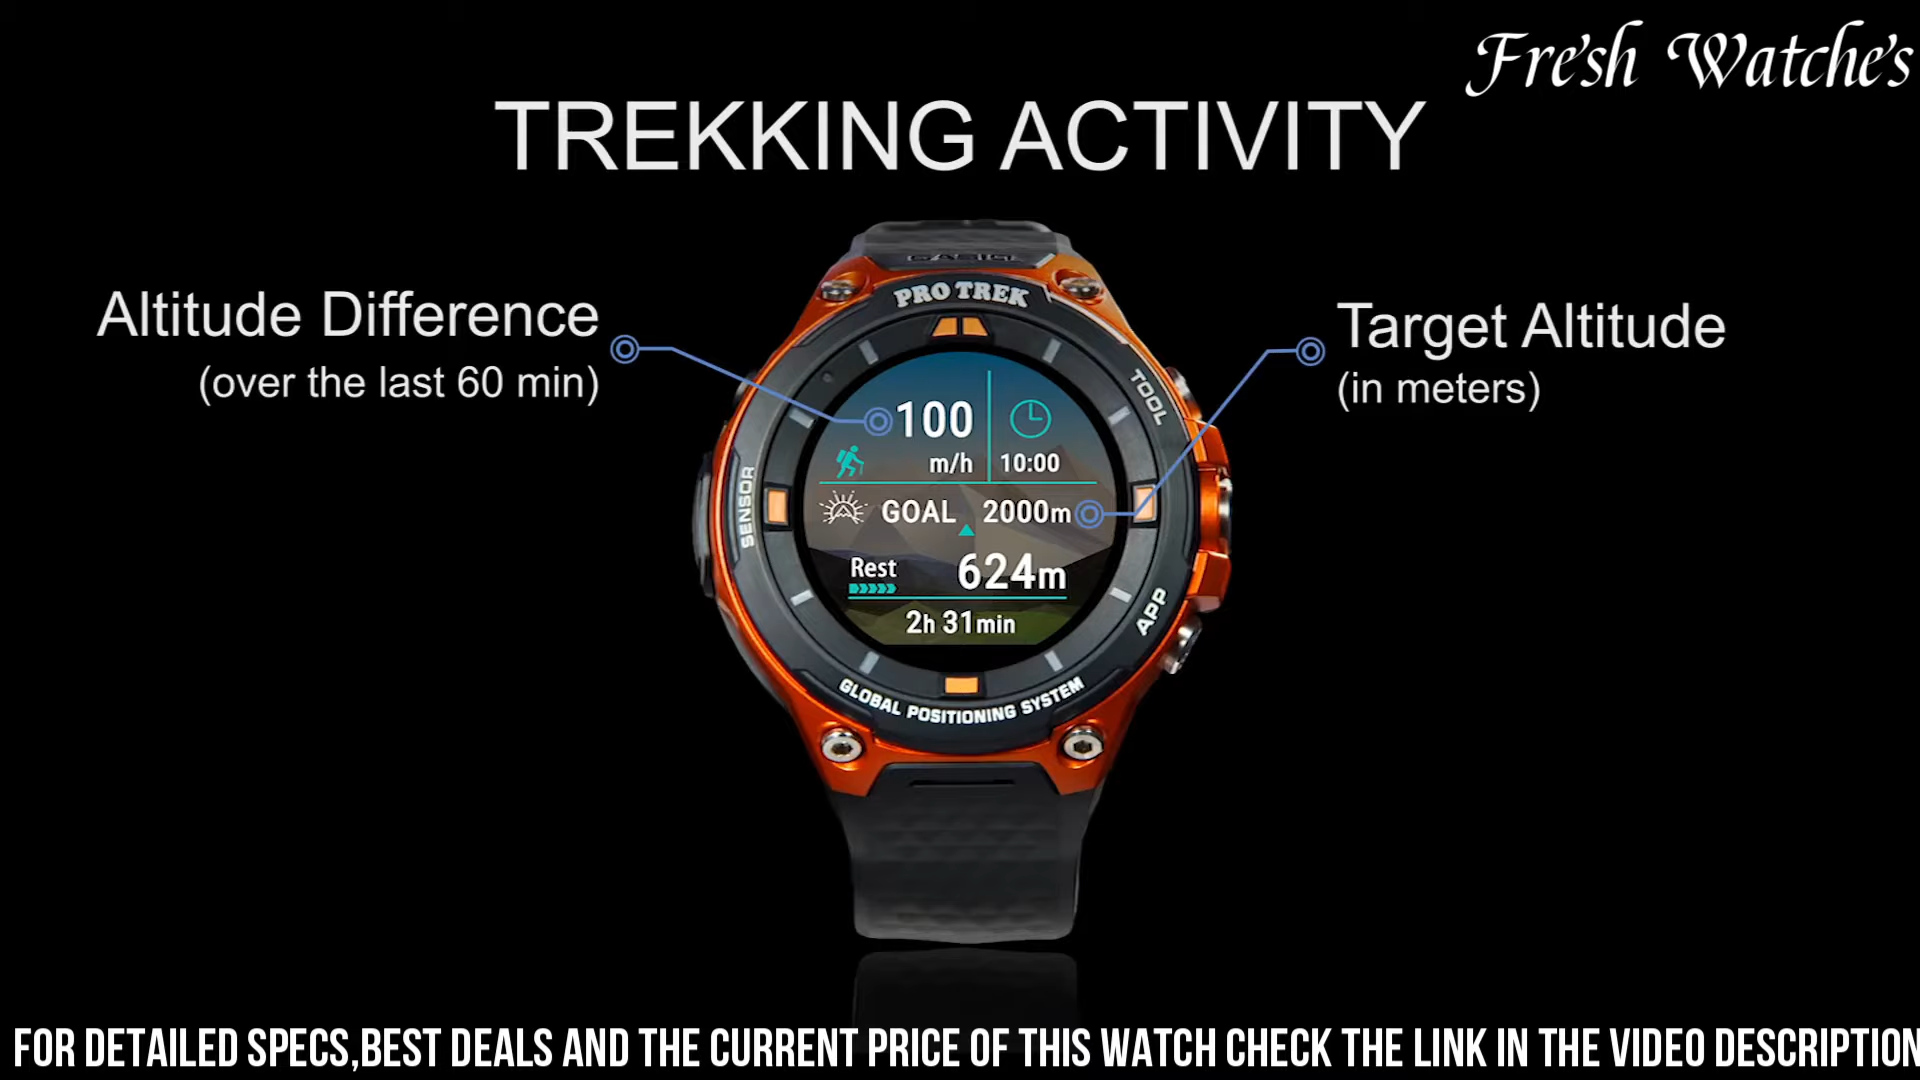 Fre'sh Watche's
TREKKING ACTIVITY
Altitude Difference
(over the last 60 min)
Target Altitude
(in meters)
CASIO
PRO TREK
TOOL
SENSOR
APP
100
m/h
10:00
GOAL 2000m
Rest 624m
2h 31min
GLOBAL POSITIONING SYSTEM
FOR DETAILED SPECS,BEST DEALS AND THE CURRENT PRICE OF THIS WATCH CHECK THE LINK IN THE VIDEO DESCRIPTION